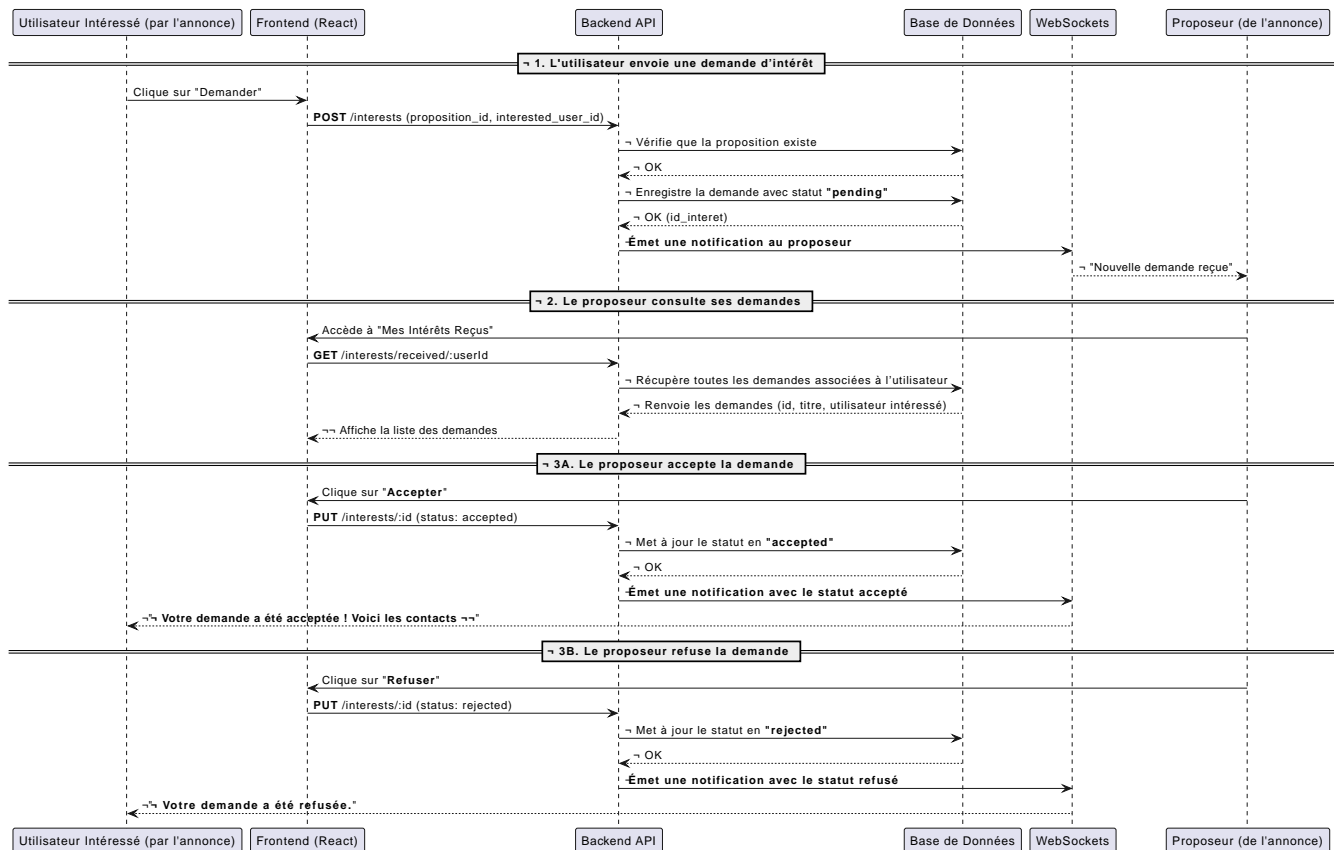 Utilisateur Intéressé (par l'annonce) Frontend (React) Backend API Base de Données WebSockets Proposeur (de l'annonce)
¬ 1. L'utilisateur envoie une demande d'intérêt
Clique sur "Demander"
POST /interests (proposition_id, interested_user_id)
¬ Vérifie que la proposition existe
¬ OK
¬ Enregistre la demande avec statut "pending"
¬ OK (id_interet)
¬Émet une notification au proposeur
¬ "Nouvelle demande reçue"
¬ 2. Le proposeur consulte ses demandes
Accède à "Mes Intérêts Reçus"
GET /interests/received/:userId
¬ Récupère toutes les demandes associées à l'utilisateur
¬ Renvoie les demandes (id, titre, utilisateur intéressé)
¬¬ Affiche la liste des demandes
¬ 3A. Le proposeur accepte la demande
Clique sur "Accepter"
PUT /interests/:id (status: accepted)
¬ Met à jour le statut en "accepted"
¬ OK
¬Émet une notification avec le statut accepté
¬"¬ Votre demande a été acceptée ! Voici les contacts ¬¬"
¬ 3B. Le proposeur refuse la demande
Clique sur "Refuser"
PUT /interests/:id (status: rejected)
¬ Met à jour le statut en "rejected"
¬ OK
¬Émet une notification avec le statut refusé
¬"¬ Votre demande a été refusée."
Utilisateur Intéressé (par l'annonce) Frontend (React) Backend API Base de Données WebSockets Proposeur (de l'annonce)